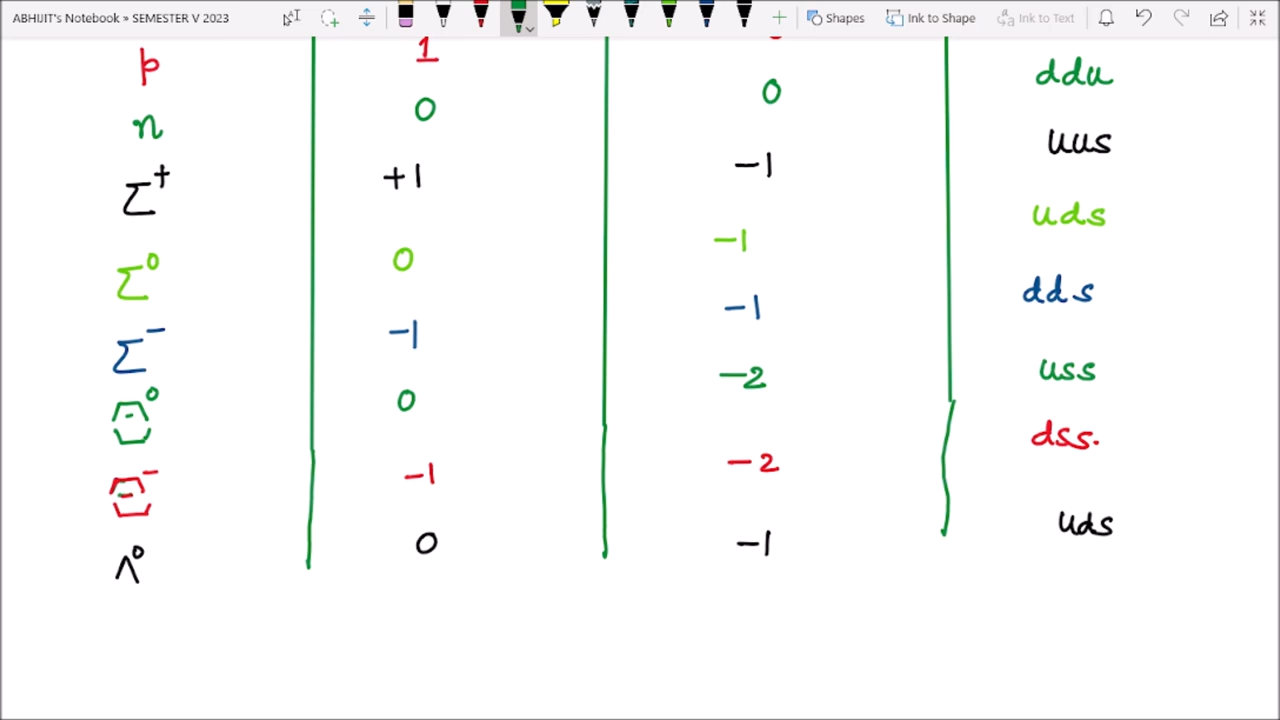 ABHIJIT's Notebook » SEMESTER V 2023 Shapes Ink to Shape Ink to Text
p 1
n 0 0 ddu
Σ⁺ +1 -1 uus
Σ⁰ 0 -1 uds
Σ⁻ -1 -1 dds
Ξ⁰ 0 -2 uss
Ξ⁻ -1 -2 dss.
Λ⁰ 0 -1 uds